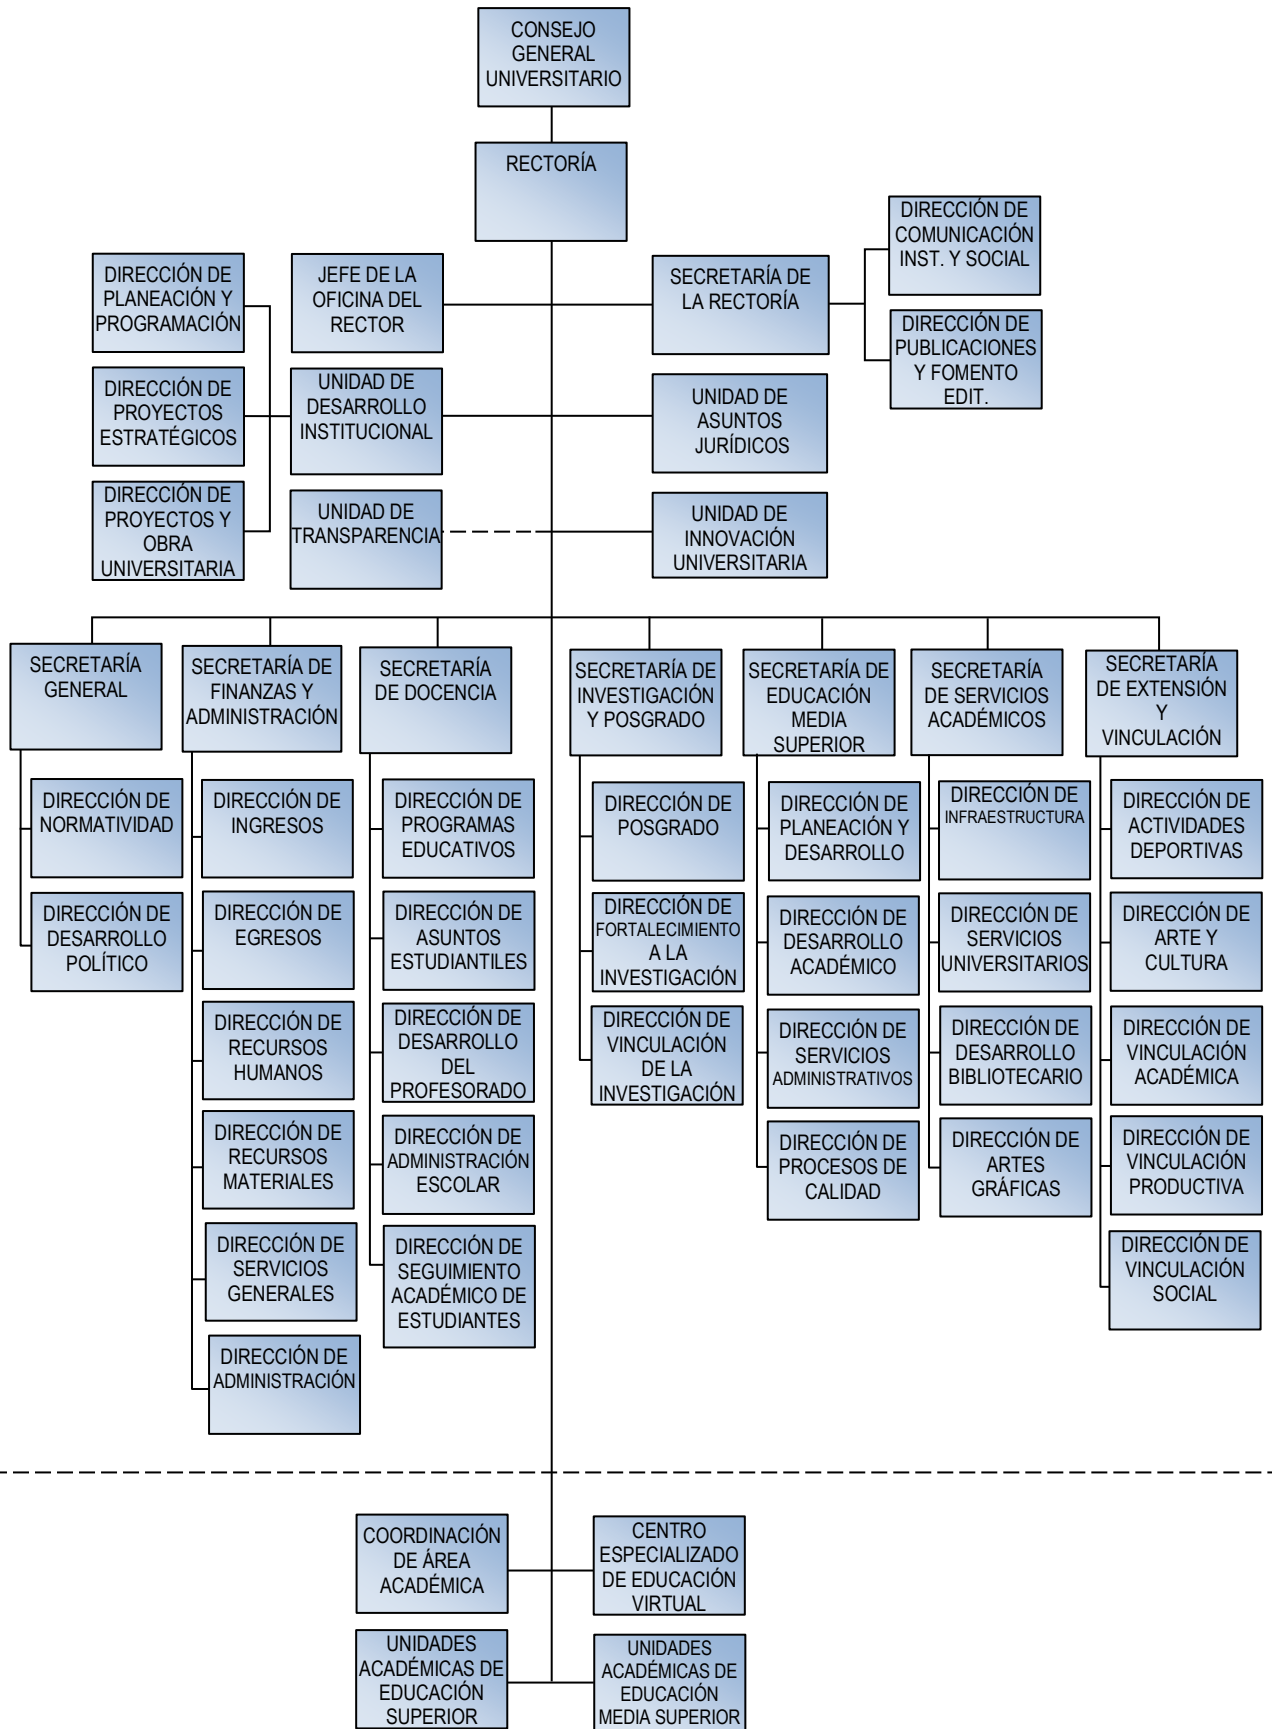 CONSEJO
GENERAL
UNIVERSITARIO
RECTORÍA
DIRECCIÓN DE
COMUNICACIÓN
INST. Y SOCIAL
DIRECCIÓN DE
PLANEACIÓN Y
PROGRAMACIÓN
JEFE DE LA
OFICINA DEL
RECTOR
SECRETARÍA DE
LA RECTORÍA
DIRECCIÓN DE
PUBLICACIONES
Y FOMENTO
EDIT.
DIRECCIÓN DE
PROYECTOS
ESTRATÉGICOS
UNIDAD DE
DESARROLLO
INSTITUCIONAL
UNIDAD DE
ASUNTOS
JURÍDICOS
DIRECCIÓN DE
PROYECTOS Y
OBRA
UNIVERSITARIA
UNIDAD DE
TRANSPARENCIA
UNIDAD DE
INNOVACIÓN
UNIVERSITARIA
SECRETARÍA
GENERAL
SECRETARÍA DE
FINANZAS Y
ADMINISTRACIÓN
SECRETARÍA
DE DOCENCIA
SECRETARÍA DE
INVESTIGACIÓN
Y POSGRADO
SECRETARÍA DE
EDUCACIÓN
MEDIA
SUPERIOR
SECRETARÍA
DE SERVICIOS
ACADÉMICOS
SECRETARÍA
DE EXTENSIÓN
Y
VINCULACIÓN
DIRECCIÓN DE
NORMATIVIDAD
DIRECCIÓN DE
INGRESOS
DIRECCIÓN DE
PROGRAMAS
EDUCATIVOS
DIRECCIÓN DE
POSGRADO
DIRECCIÓN DE
PLANEACIÓN Y
DESARROLLO
DIRECCIÓN DE
INFRAESTRUCTURA
DIRECCIÓN DE
ACTIVIDADES
DEPORTIVAS
DIRECCIÓN DE
DESARROLLO
POLÍTICO
DIRECCIÓN DE
EGRESOS
DIRECCIÓN DE
ASUNTOS
ESTUDIANTILES
DIRECCIÓN DE
FORTALECIMIENTO
A LA
INVESTIGACIÓN
DIRECCIÓN DE
DESARROLLO
ACADÉMICO
DIRECCIÓN DE
SERVICIOS
UNIVERSITARIOS
DIRECCIÓN DE
ARTE Y
CULTURA
DIRECCIÓN DE
RECURSOS
HUMANOS
DIRECCIÓN DE
DESARROLLO
DEL
PROFESORADO
DIRECCIÓN DE
VINCULACIÓN
DE LA
INVESTIGACIÓN
DIRECCIÓN DE
SERVICIOS
ADMINISTRATIVOS
DIRECCIÓN DE
DESARROLLO
BIBLIOTECARIO
DIRECCIÓN DE
VINCULACIÓN
ACADÉMICA
DIRECCIÓN DE
RECURSOS
MATERIALES
DIRECCIÓN DE
ADMINISTRACIÓN
ESCOLAR
DIRECCIÓN DE
PROCESOS DE
CALIDAD
DIRECCIÓN DE
ARTES
GRÁFICAS
DIRECCIÓN DE
VINCULACIÓN
PRODUCTIVA
DIRECCIÓN DE
SERVICIOS
GENERALES
DIRECCIÓN DE
SEGUIMIENTO
ACADÉMICO DE
ESTUDIANTES
DIRECCIÓN DE
VINCULACIÓN
SOCIAL
DIRECCIÓN DE
ADMINISTRACIÓN
COORDINACIÓN
DE ÁREA
ACADÉMICA
CENTRO
ESPECIALIZADO
DE EDUCACIÓN
VIRTUAL
UNIDADES
ACADÉMICAS DE
EDUCACIÓN
SUPERIOR
UNIDADES
ACADÉMICAS DE
EDUCACIÓN
MEDIA SUPERIOR